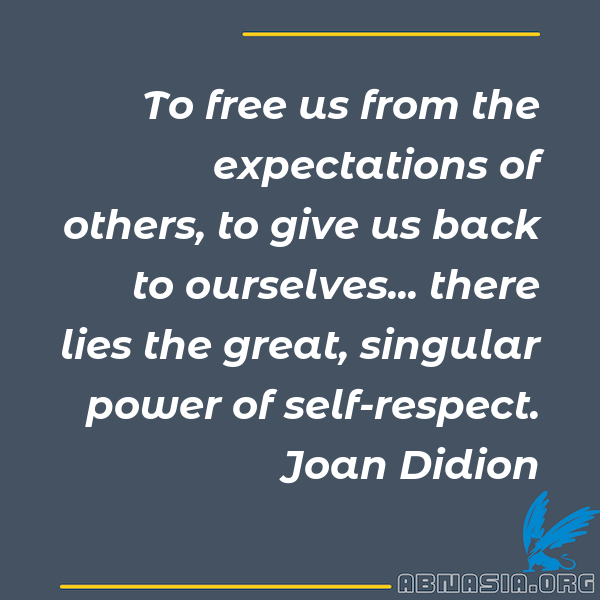 To free us from the
expectations of
others, to give us back
to ourselves... there
lies the great, singular
power of self-respect.
Joan Didion
ABNASIA.ORG